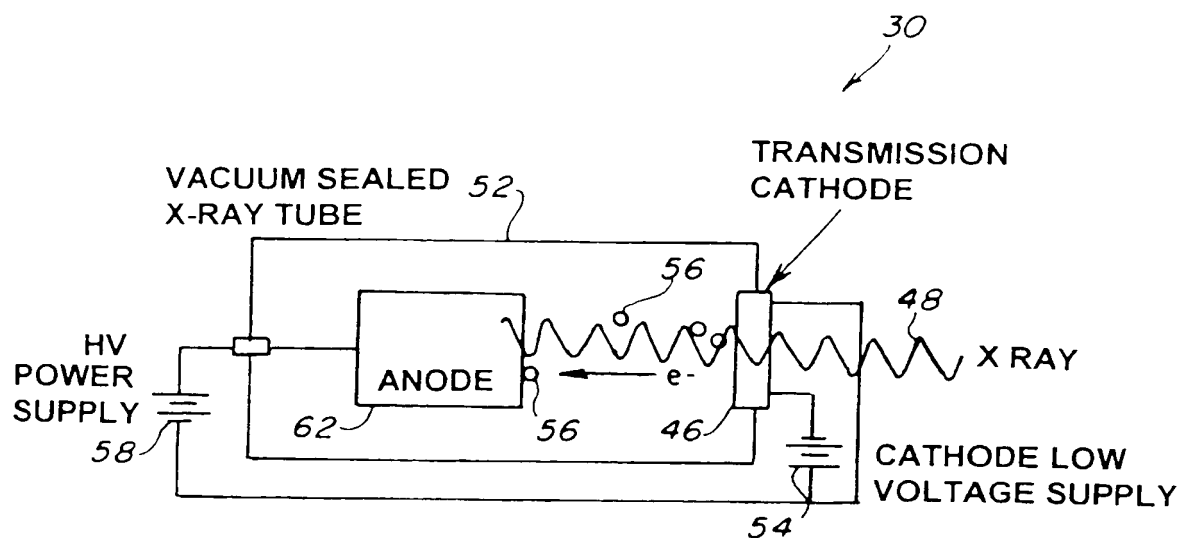 30
TRANSMISSION
CATHODE
VACUUM SEALED
X-RAY TUBE
52
56
48
HV
POWER
SUPPLY
58
ANODE
e-
X RAY
62
56
46
CATHODE LOW
VOLTAGE SUPPLY
54